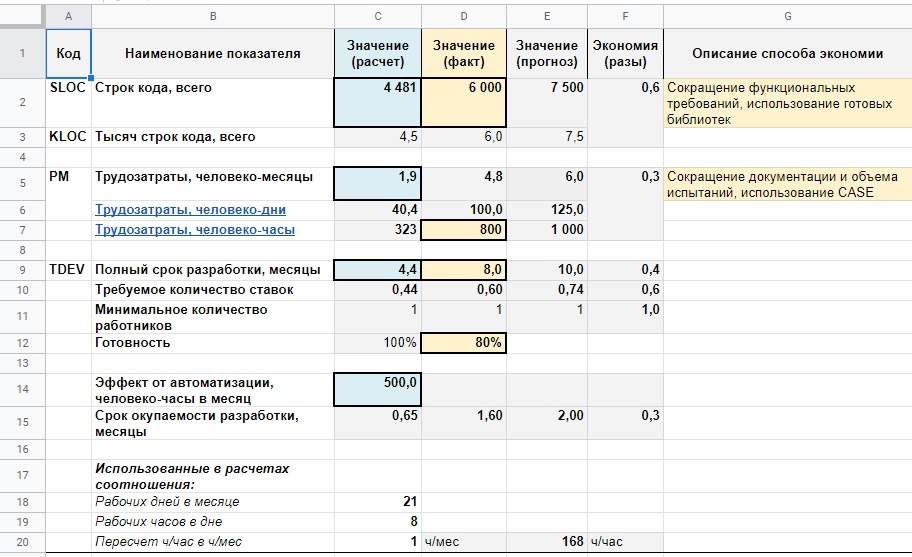 A B C D E F G
1 Код Наименование показателя Значение (расчет) Значение (факт) Значение (прогноз) Экономия (разы) Описание способа экономии
2 SLOC Строк кода, всего 4 481 6 000 7 500 0,6 Сокращение функциональных
требований, использование готовых
библиотек
3 KLOC Тысяч строк кода, всего 4,5 6,0 7,5
4
5 PM Трудозатраты, человеко-месяцы 1,9 4,8 6,0 0,3 Сокращение документации и объема
испытаний, использование CASE
6 Трудозатраты, человеко-дни 40,4 100,0 125,0
7 Трудозатраты, человеко-часы 323 800 1 000
8
9 TDEV Полный срок разработки, месяцы 4,4 8,0 10,0 0,4
10 Требуемое количество ставок 0,44 0,60 0,74 0,6
11 Минимальное количество 1 1 1 1,0
работников
12 Готовность 100% 80%
13
14 Эффект от автоматизации, 500,0
человеко-часы в месяц
15 Срок окупаемости разработки, 0,65 1,60 2,00 0,3
месяцы
16
17 Использованные в расчетах
соотношения:
18 Рабочих дней в месяце 21
19 Рабочих часов в дне 8
20 Пересчет ч/час в ч/мес 1 ч/мес 168 ч/час